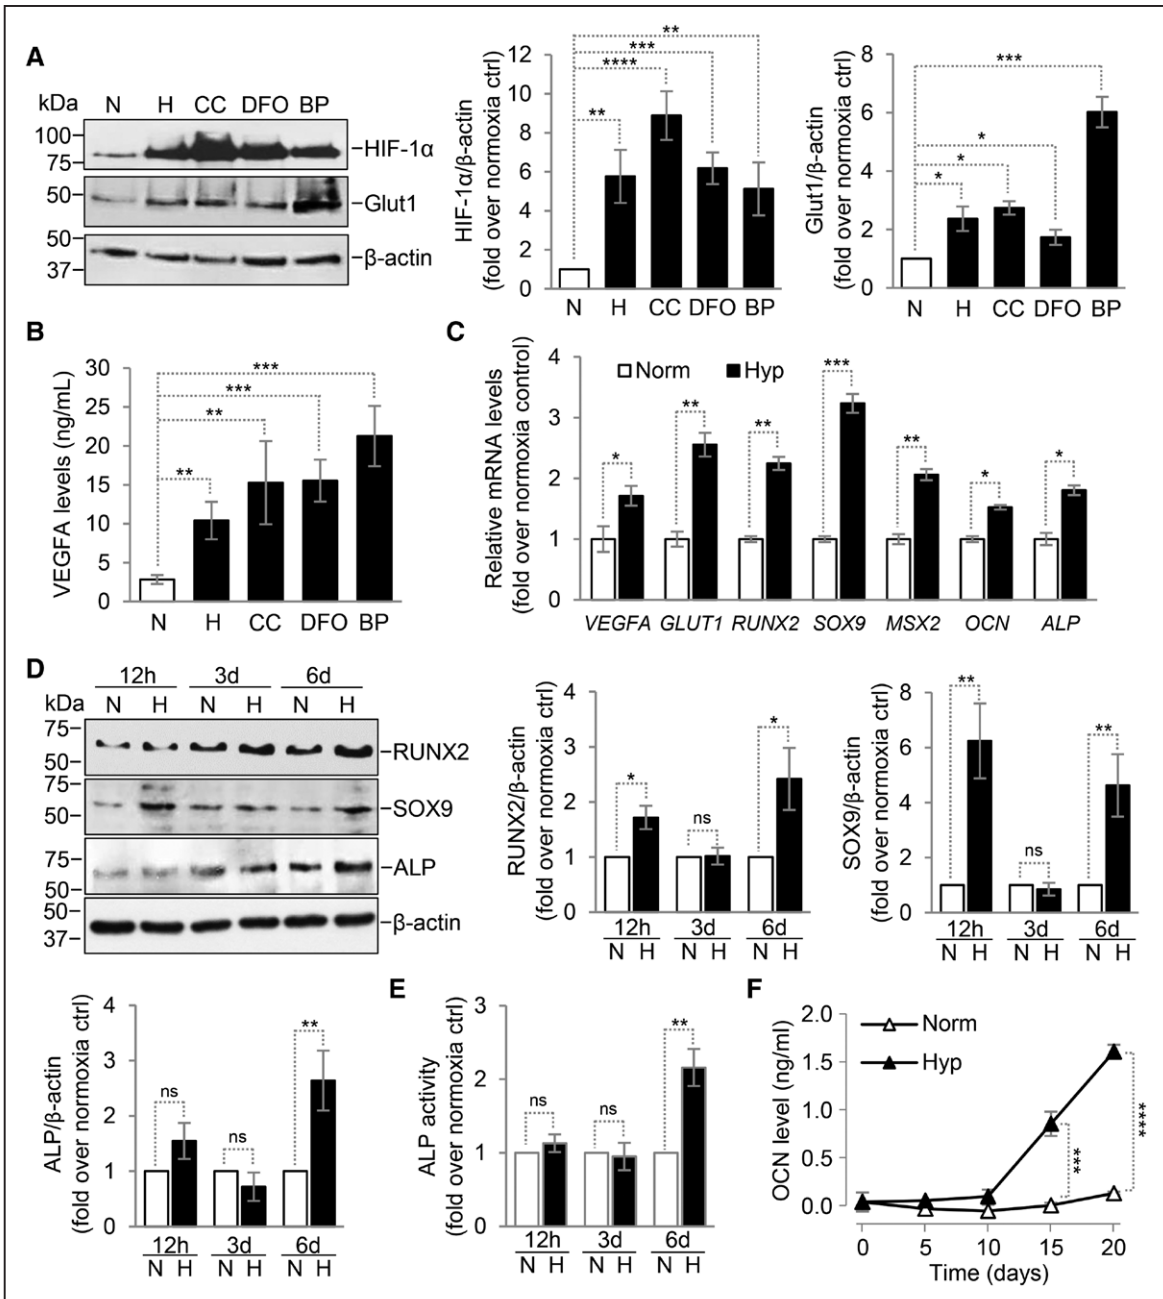 A
kDa
N H CC DFO BP
100
75
HIF-1α
50
Glut1
50
37
β-actin
HIF-1α/β-actin
(fold over normoxia ctrl)
12
10
8
6
4
2
0
**
***
****
**
N H CC DFO BP
Glut1/β-actin
(fold over normoxia ctrl)
8
6
4
2
0
***
*
*
*
N H CC DFO BP
B
VEGFA levels (ng/mL)
30
25
20
15
10
5
0
***
***
**
**
N H CC DFO BP
C
Relative mRNA levels
(fold over normoxia control)
4
3
2
1
0
Norm Hyp
* ** ** *** ** * *
VEGFA GLUT1 RUNX2 SOX9 MSX2 OCN ALP
D
12h 3d 6d
kDa N H N H N H
75
50
RUNX2
75
50
SOX9
75
50
ALP
50
37
β-actin
RUNX2/β-actin
(fold over normoxia ctrl)
4
3
2
1
0
* ns *
12h 3d 6d
N H N H N H
SOX9/β-actin
(fold over normoxia ctrl)
8
6
4
2
0
** ns **
12h 3d 6d
N H N H N H
ALP/β-actin
(fold over normoxia ctrl)
4
3
2
1
0
ns ns **
12h 3d 6d
N H N H N H
E
ALP activity
(fold over normoxia ctrl)
3
2
1
0
ns ns **
12h 3d 6d
N H N H N H
F
OCN level (ng/ml)
2.0
1.5
1.0
0.5
0.0
Norm
Hyp
***
****
0 5 10 15 20
Time (days)